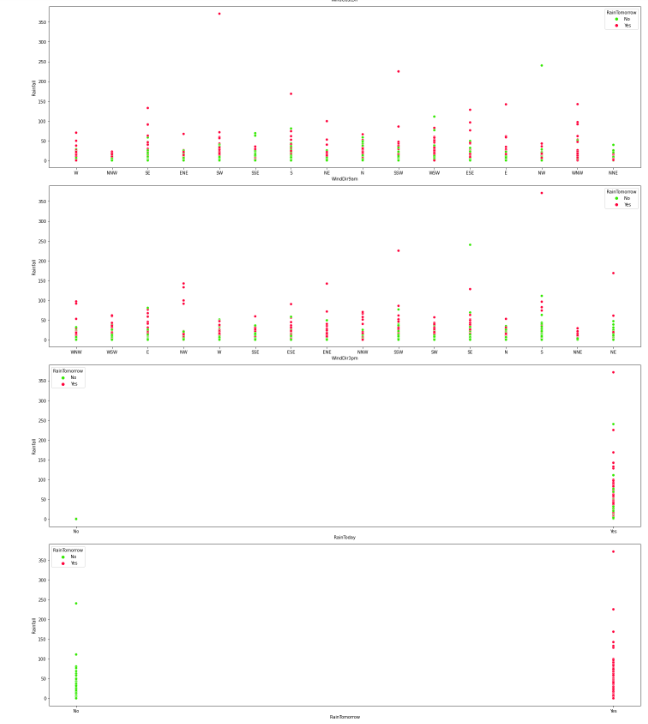 RainTomorrow
No
Yes
350
300
250
200
150
100
50
0
Rainfall
W NNW SE ENE SW SSE S NE N SSW WSW ESE E NW WNW NNE
WindDir9am
RainTomorrow
No
Yes
350
300
250
200
150
100
50
0
Rainfall
WNW WSW E NW W SSE ESE ENE NNW SSW SW SE N S NNE NE
WindDir3pm
RainTomorrow
No
Yes
350
300
250
200
150
100
50
0
Rainfall
No Yes
RainToday
RainTomorrow
No
Yes
350
300
250
200
150
100
50
0
Rainfall
No Yes
RainTomorrow